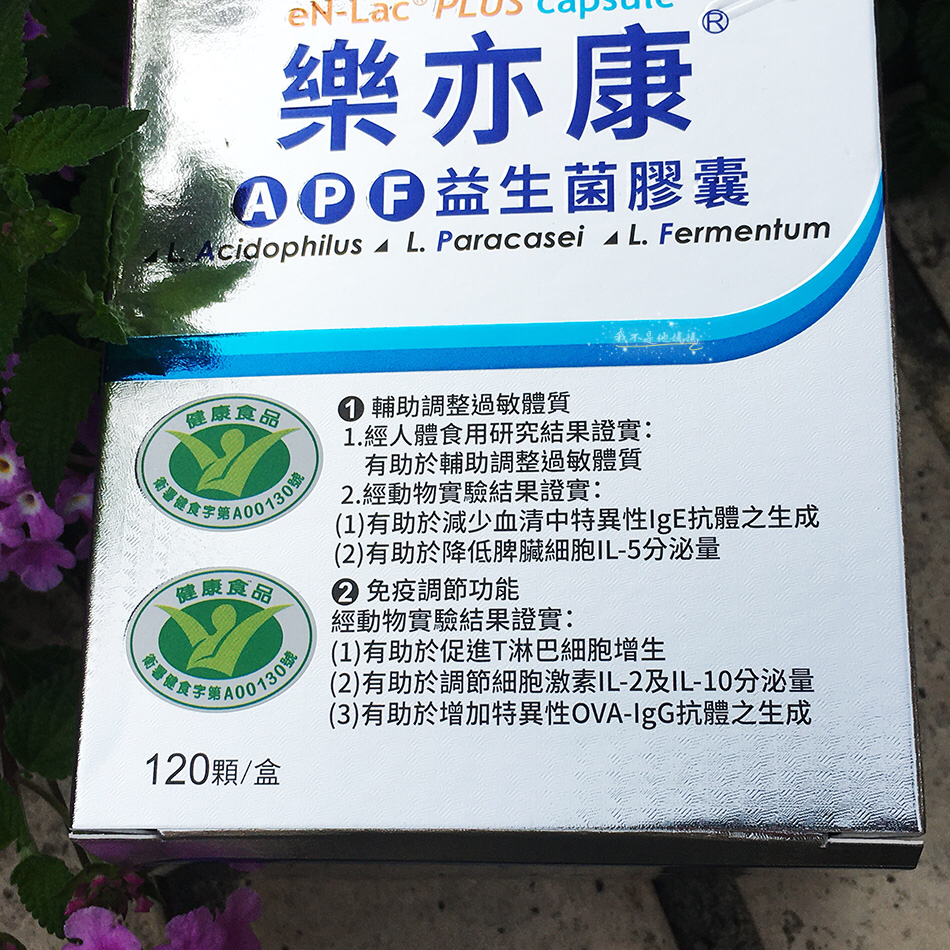 eN-Lac® PLUS capsule
樂亦康®
APF益生菌膠囊
L. Acidophilus L. Paracasei L. Fermentum
我不是他媽媽
健康食品
衛署健食字第A00130號
❶ 輔助調整過敏體質
1.經人體食用研究結果證實：
有助於輔助調整過敏體質
2.經動物實驗結果證實：
(1)有助於減少血清中特異性IgE抗體之生成
(2)有助於降低脾臟細胞IL-5分泌量
健康食品
衛署健食字第A00130號
❷ 免疫調節功能
經動物實驗結果證實：
(1)有助於促進T淋巴細胞增生
(2)有助於調節細胞激素IL-2及IL-10分泌量
(3)有助於增加特異性OVA-IgG抗體之生成
120顆/盒